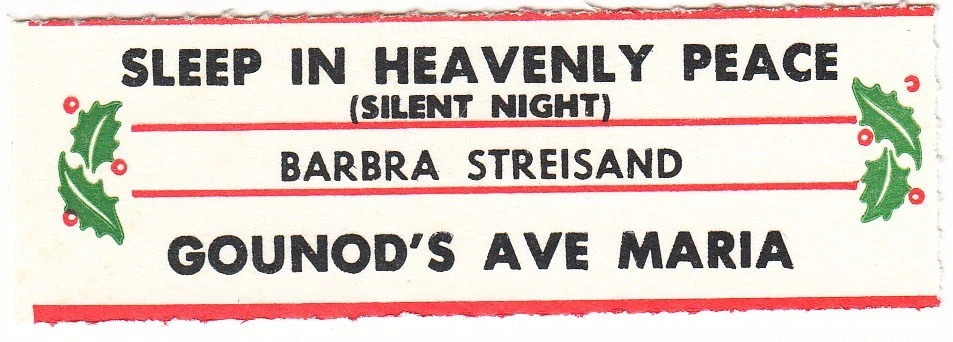 SLEEP IN HEAVENLY PEACE
(SILENT NIGHT)
BARBRA STREISAND
GOUNOD'S AVE MARIA